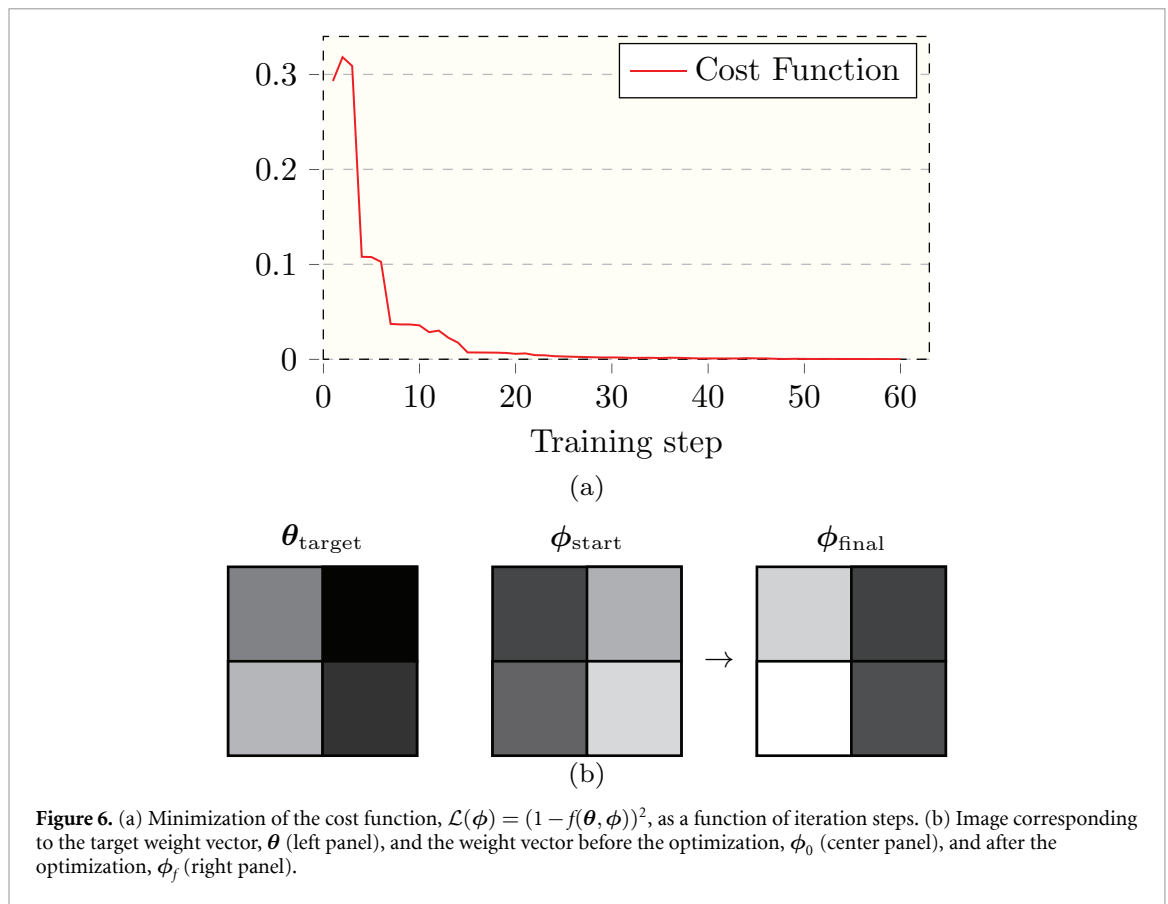 0.3
0.2
0.1
0
Cost Function
0 10 20 30 40 50 60
Training step
(a)
θtarget ϕstart ϕfinal
→
(b)
Figure 6. (a) Minimization of the cost function, ℒ(ϕ) = (1 − f(θ, ϕ))², as a function of iteration steps. (b) Image corresponding
to the target weight vector, θ (left panel), and the weight vector before the optimization, ϕ₀ (center panel), and after the
optimization, ϕf (right panel).